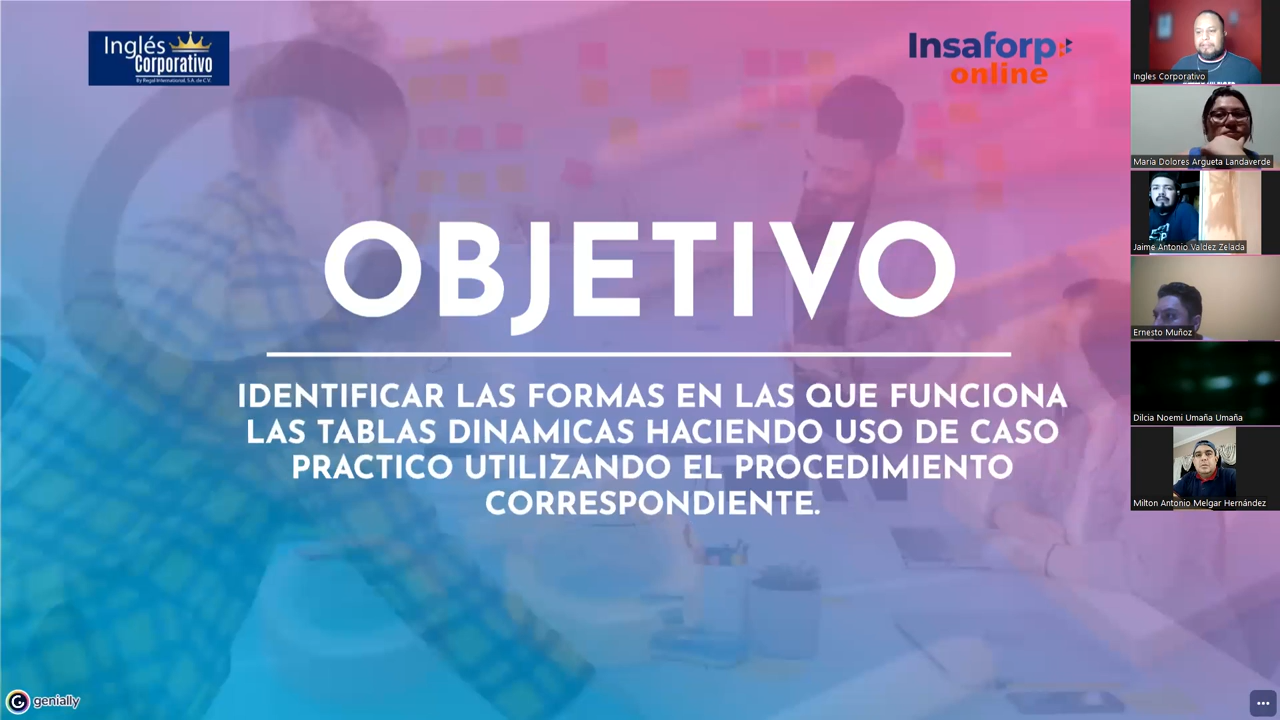 Inglés
Corporativo
By Regal International, S.A. de C.V.
Insaforp
online
OBJETIVO
IDENTIFICAR LAS FORMAS EN LAS QUE FUNCIONA
LAS TABLAS DINAMICAS HACIENDO USO DE CASO
PRACTICO UTILIZANDO EL PROCEDIMIENTO
CORRESPONDIENTE.
genially
Ingles Corporativo
María Dolores Argueta Landaverde
Jaime Antonio Valdez Zelada
Ernesto Muñoz
Dilcia Noemi Umaña Umaña
Milton Antonio Melgar Hernández